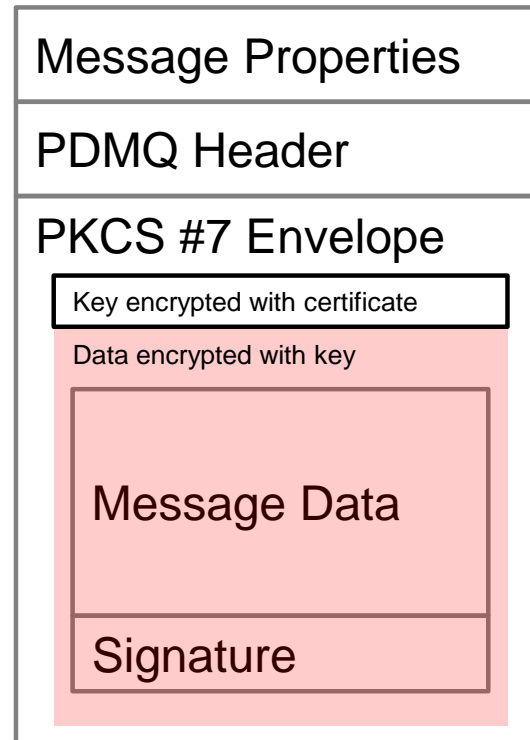 Message Properties
PDMQ Header
PKCS #7 Envelope
Key encrypted with certificate
Data encrypted with key
Message Data
Signature